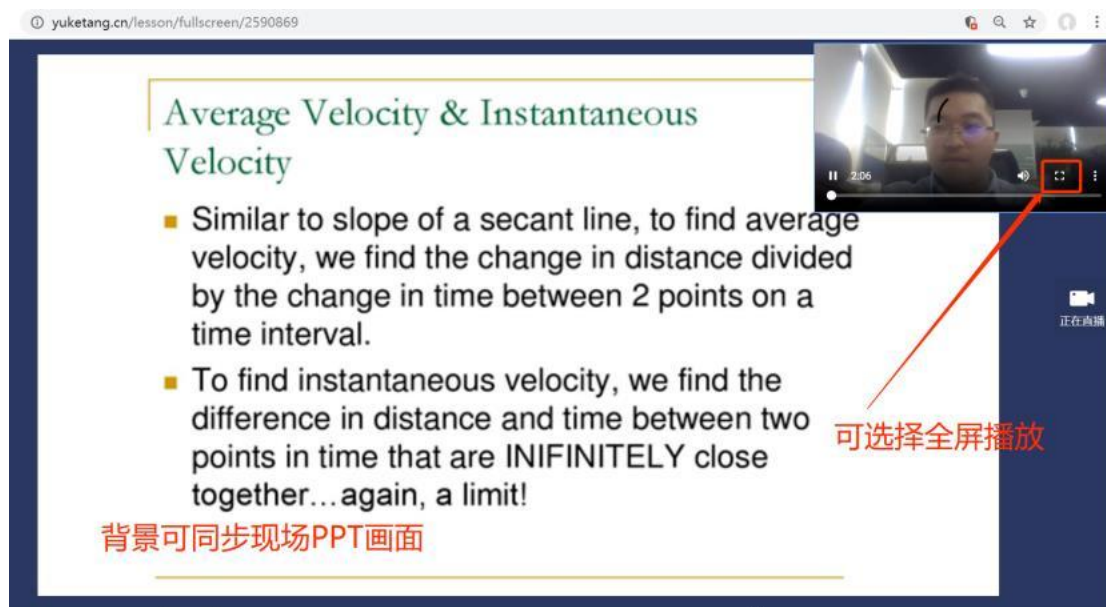 yuketang.cn/lesson/fullscreen/2590869
Average Velocity & Instantaneous
Velocity
2:06
Similar to slope of a secant line, to find average
velocity, we find the change in distance divided
by the change in time between 2 points on a
time interval.
正在直播
To find instantaneous velocity, we find the
difference in distance and time between two
points in time that are INIFINITELY close
together...again, a limit!
可选择全屏播放
背景可同步现场PPT画面